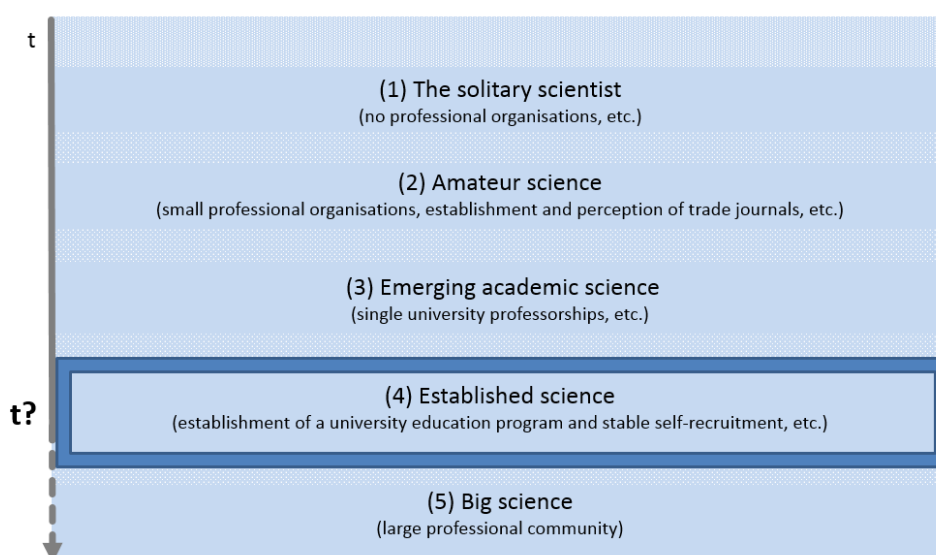 t
(1) The solitary scientist
(no professional organisations, etc.)
(2) Amateur science
(small professional organisations, establishment and perception of trade journals, etc.)
(3) Emerging academic science
(single university professorships, etc.)
t?
(4) Established science
(establishment of a university education program and stable self-recruitment, etc.)
(5) Big science
(large professional community)